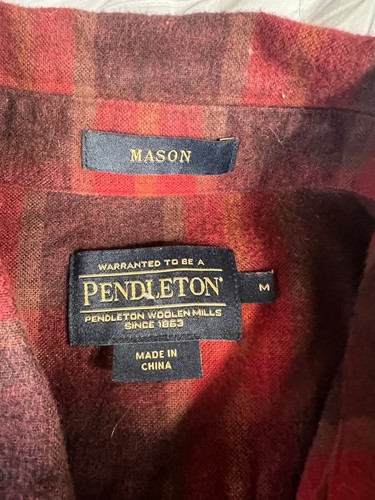 MASON
WARRANTED TO BE A
PENDLETON®
PENDLETON WOOLEN MILLS
SINCE 1863
M
MADE IN
CHINA